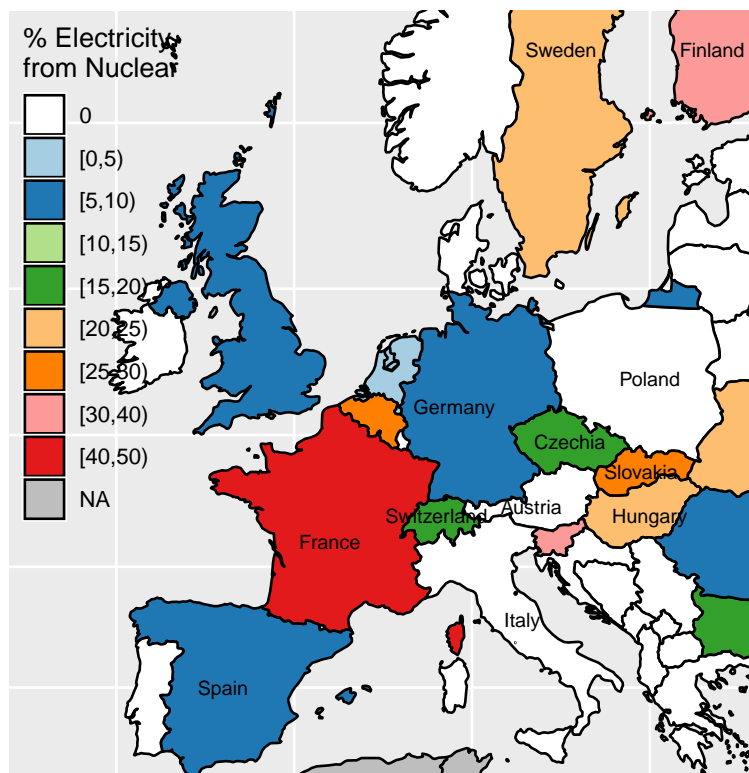 % Electricity
from Nuclear
0
[0,5)
[5,10)
[10,15)
[15,20)
[20,25)
[25,30)
[30,40)
[40,50)
NA
Sweden
Finland
Poland
Germany
Czechia
Slovakia
Austria
Switzerland
Hungary
France
Italy
Spain